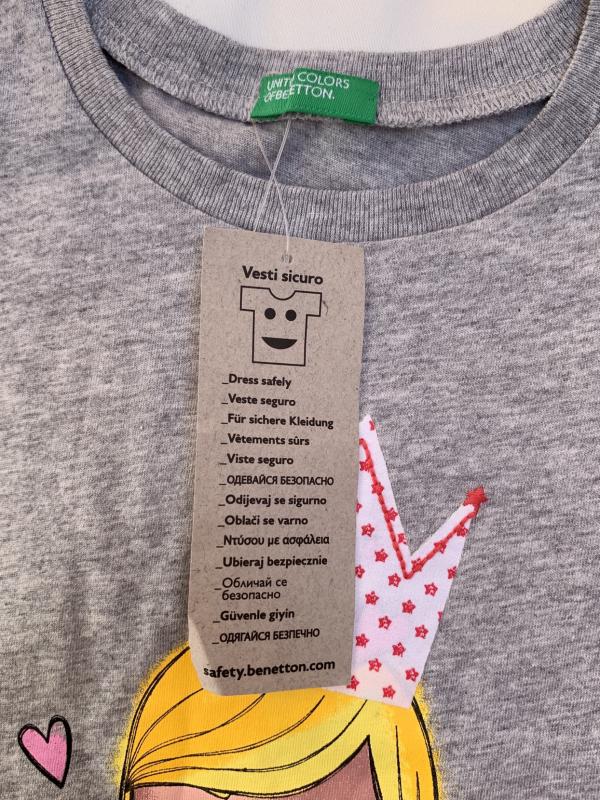 UNITED COLORS
OF BENETTON.
Vesti sicuro
_Dress safely
_Veste seguro
_Für sichere Kleidung
_Vêtements sûrs
_Viste seguro
_ОДЕВАЙСЯ БЕЗОПАСНО
_Odijevaj se sigurno
_Oblači se varno
_Ντύσου με ασφάλεια
_Ubieraj bezpiecznie
_Обличай се
безопасно
_Güvenle giyin
_ОДЯГАЙСЯ БЕЗПЕЧНО
safety.benetton.com